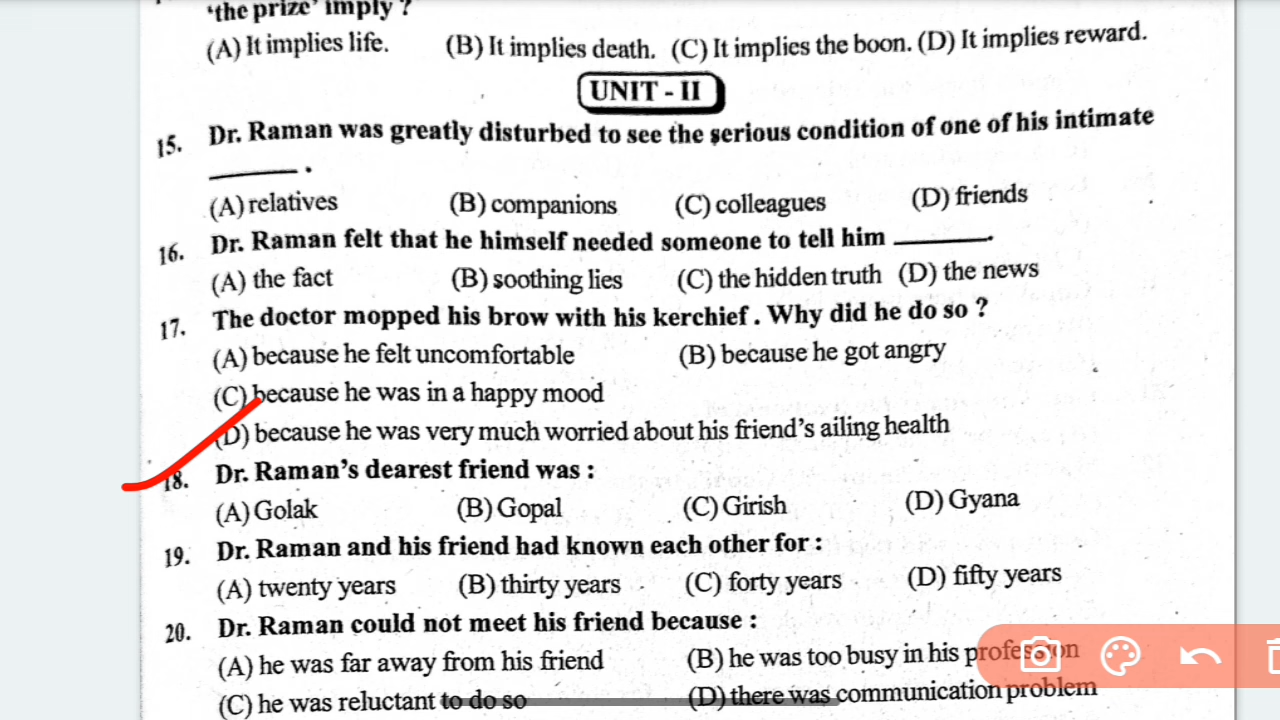 'the prize' imply ?
(A) It implies life. (B) It implies death. (C) It implies the boon. (D) It implies reward.
UNIT - II
15. Dr. Raman was greatly disturbed to see the serious condition of one of his intimate
______ .
(A) relatives (B) companions (C) colleagues (D) friends
16. Dr. Raman felt that he himself needed someone to tell him ______.
(A) the fact (B) soothing lies (C) the hidden truth (D) the news
17. The doctor mopped his brow with his kerchief . Why did he do so ?
(A) because he felt uncomfortable (B) because he got angry
(C) because he was in a happy mood
(D) because he was very much worried about his friend's ailing health
18. Dr. Raman's dearest friend was :
(A) Golak (B) Gopal (C) Girish (D) Gyana
19. Dr. Raman and his friend had known each other for :
(A) twenty years (B) thirty years (C) forty years (D) fifty years
20. Dr. Raman could not meet his friend because :
(A) he was far away from his friend (B) he was too busy in his profession
(C) he was reluctant to do so (D) there was communication problem